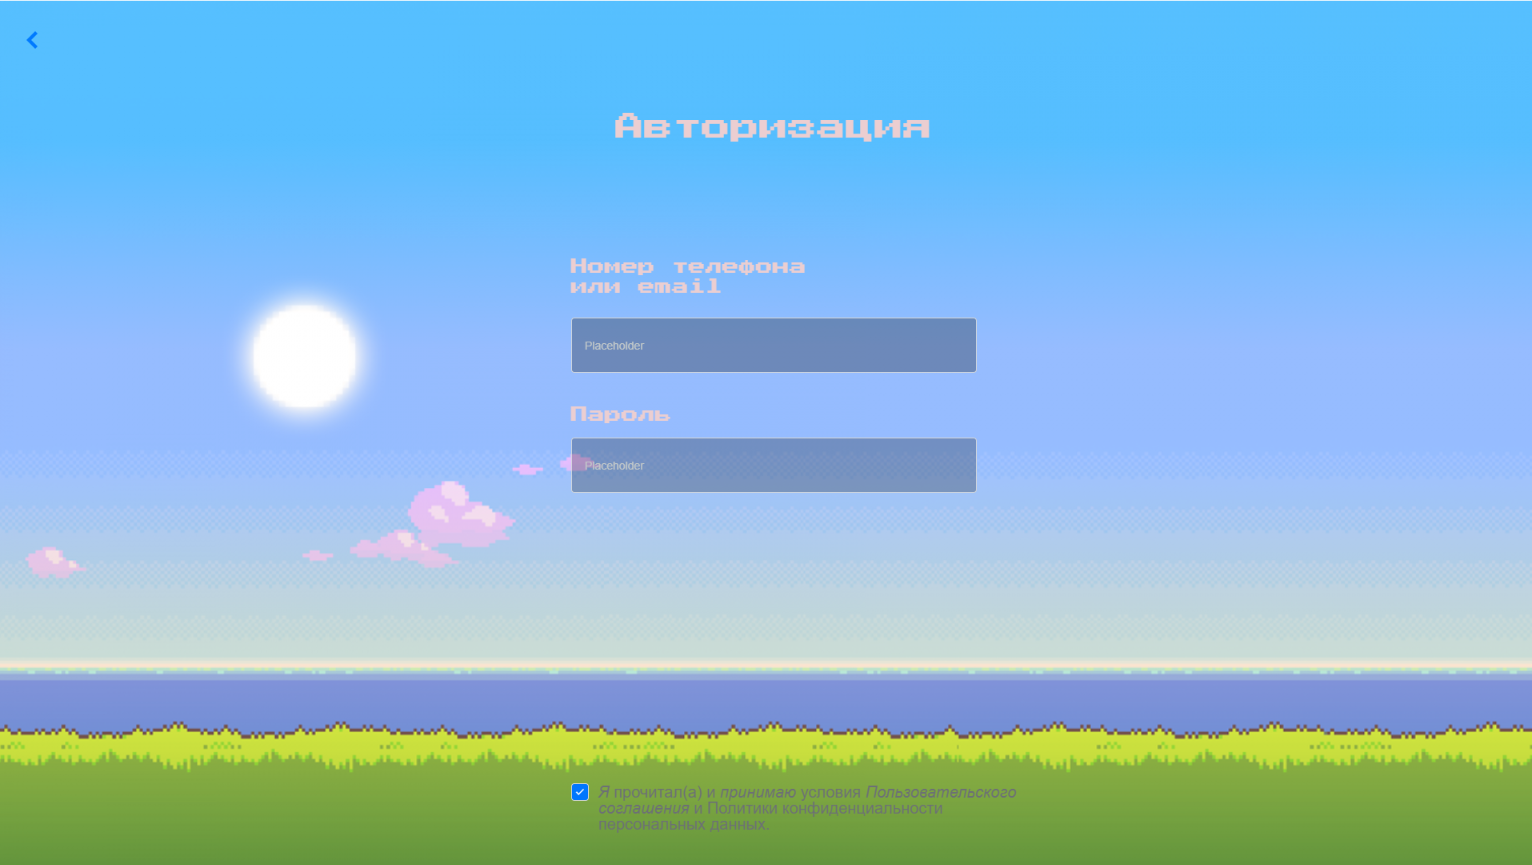 Авторизация
Номер телефона
или email
Placeholder
Пароль
Placeholder
Я прочитал(а) и принимаю условия Пользовательского
соглашения и Политики конфиденциальности
персональных данных.